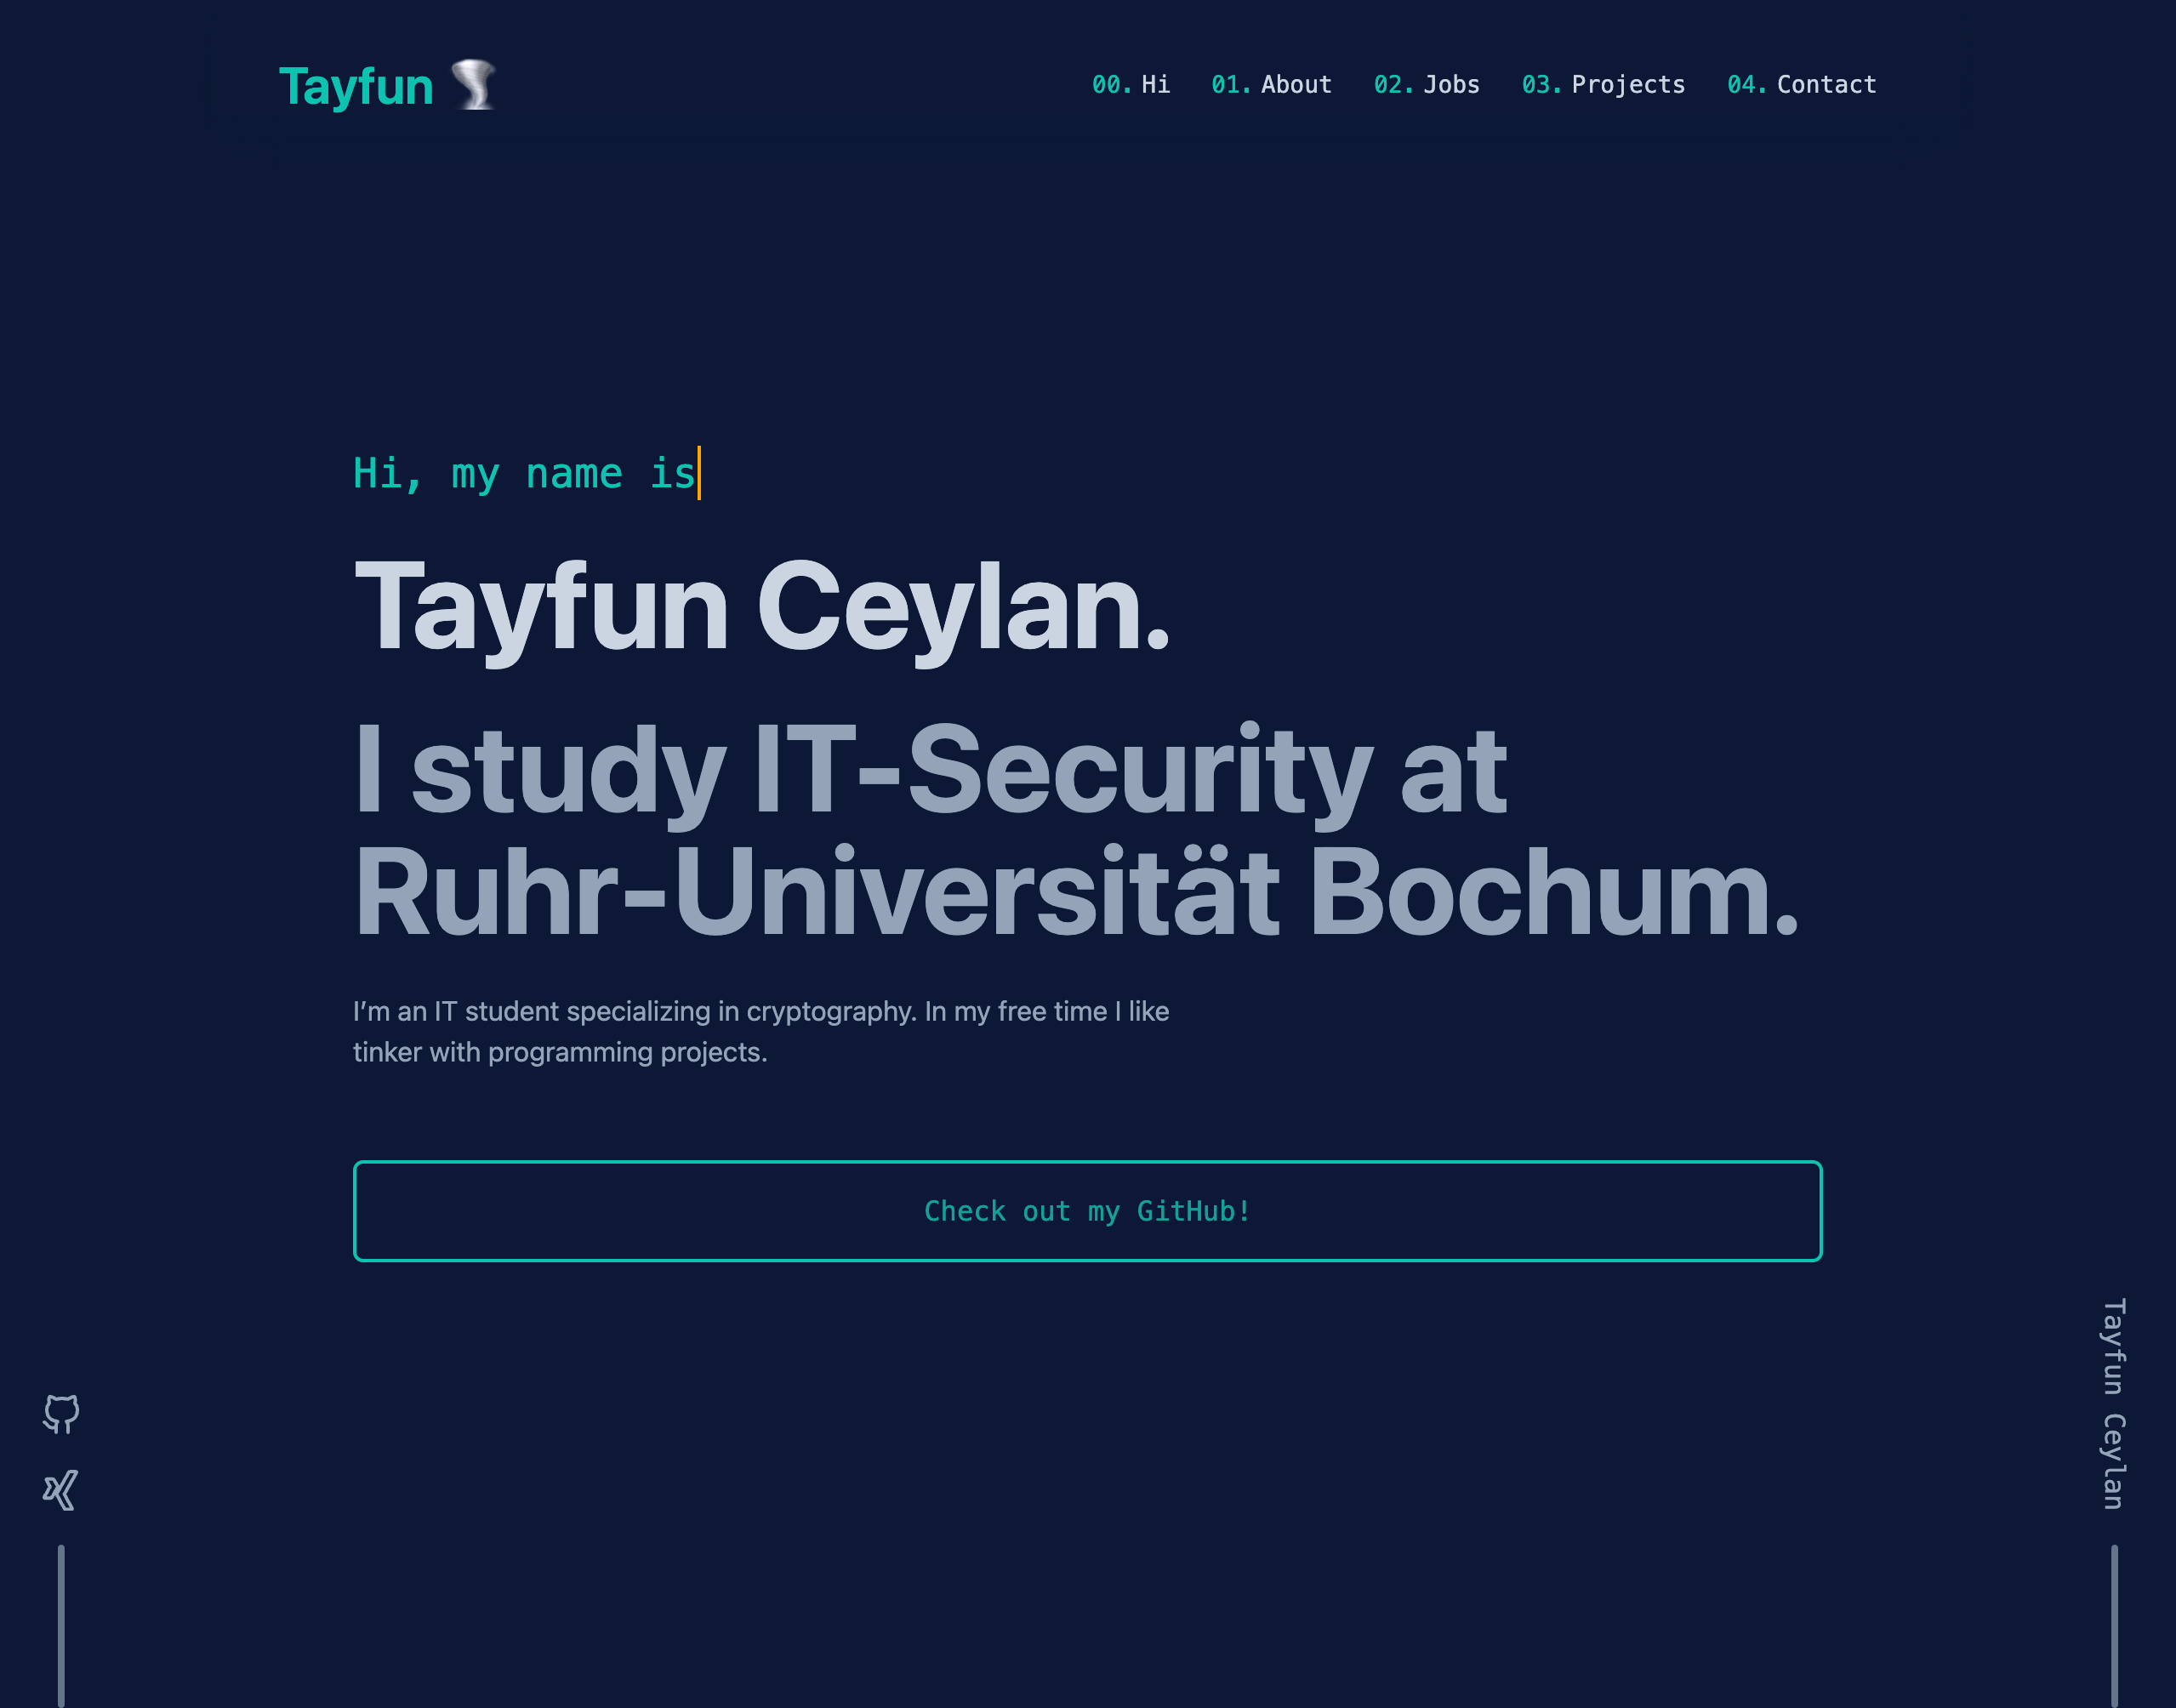 Tayfun
00. Hi 01. About 02. Jobs 03. Projects 04. Contact
Hi, my name is
Tayfun Ceylan.
I study IT-Security at
Ruhr-Universität Bochum.
I’m an IT student specializing in cryptography. In my free time I like
tinker with programming projects.
Check out my GitHub!
Tayfun Ceylan